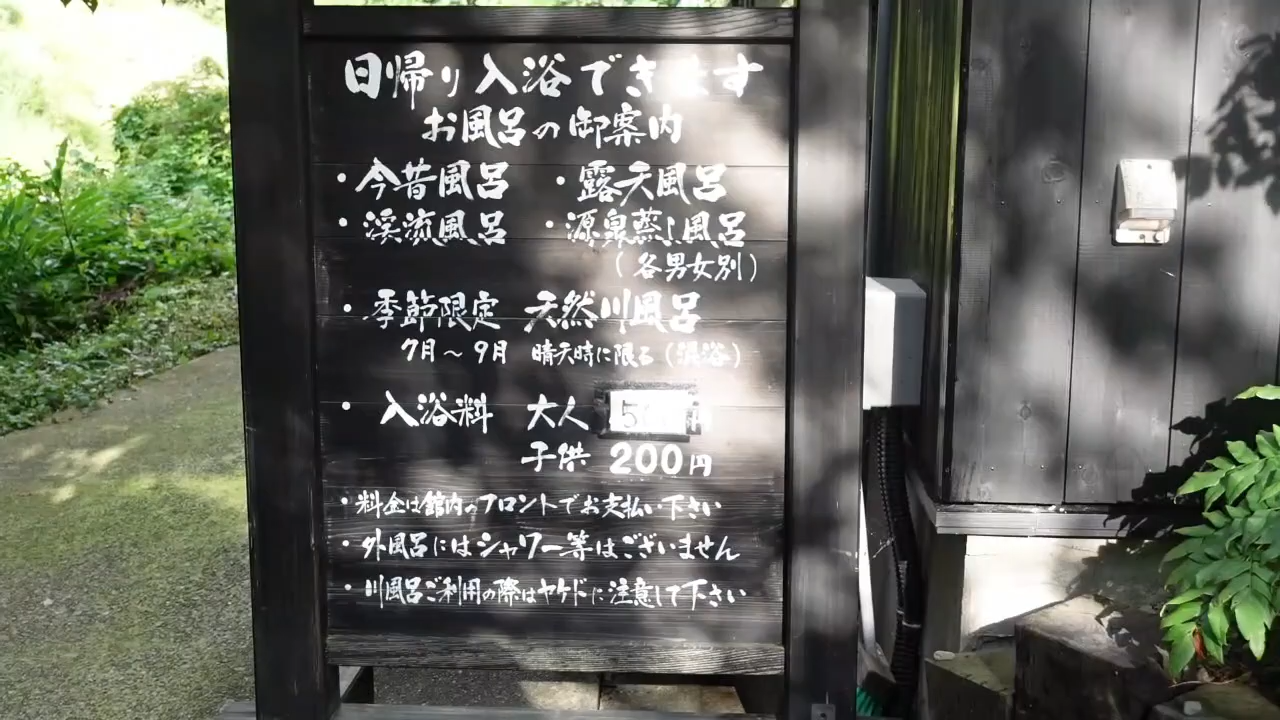 日帰り入浴できます
お風呂の御案内
・今昔風呂 ・露天風呂
・渓流風呂 ・源泉蒸し風呂
(各男女別)
・季節限定 天然川風呂
7月～9月 晴天時に限る(混浴)
・入浴料 大人 円
子供 200円
・料金は館内のフロントでお支払い下さい
・外風呂にはシャワー等はございません
・川風呂ご利用の際はヤケドに注意して下さい